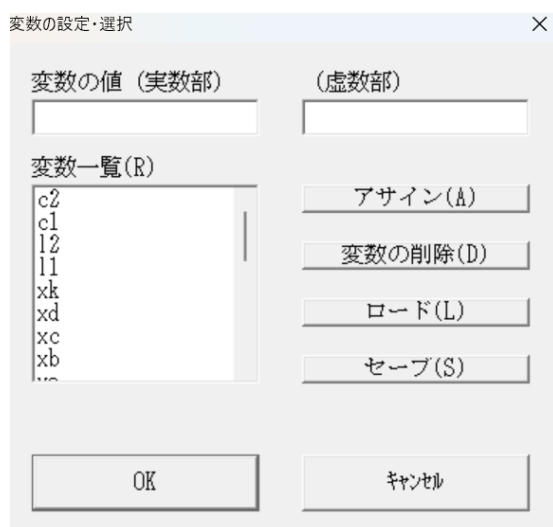 変数の設定・選択
変数の値 (実数部)
(虚数部)
変数一覧(R)
c2
c1
l2
l1
xk
xd
xc
xb
アサイン(A)
変数の削除(D)
ロード(L)
セーブ(S)
OK
ｷｬﾝｾﾙ